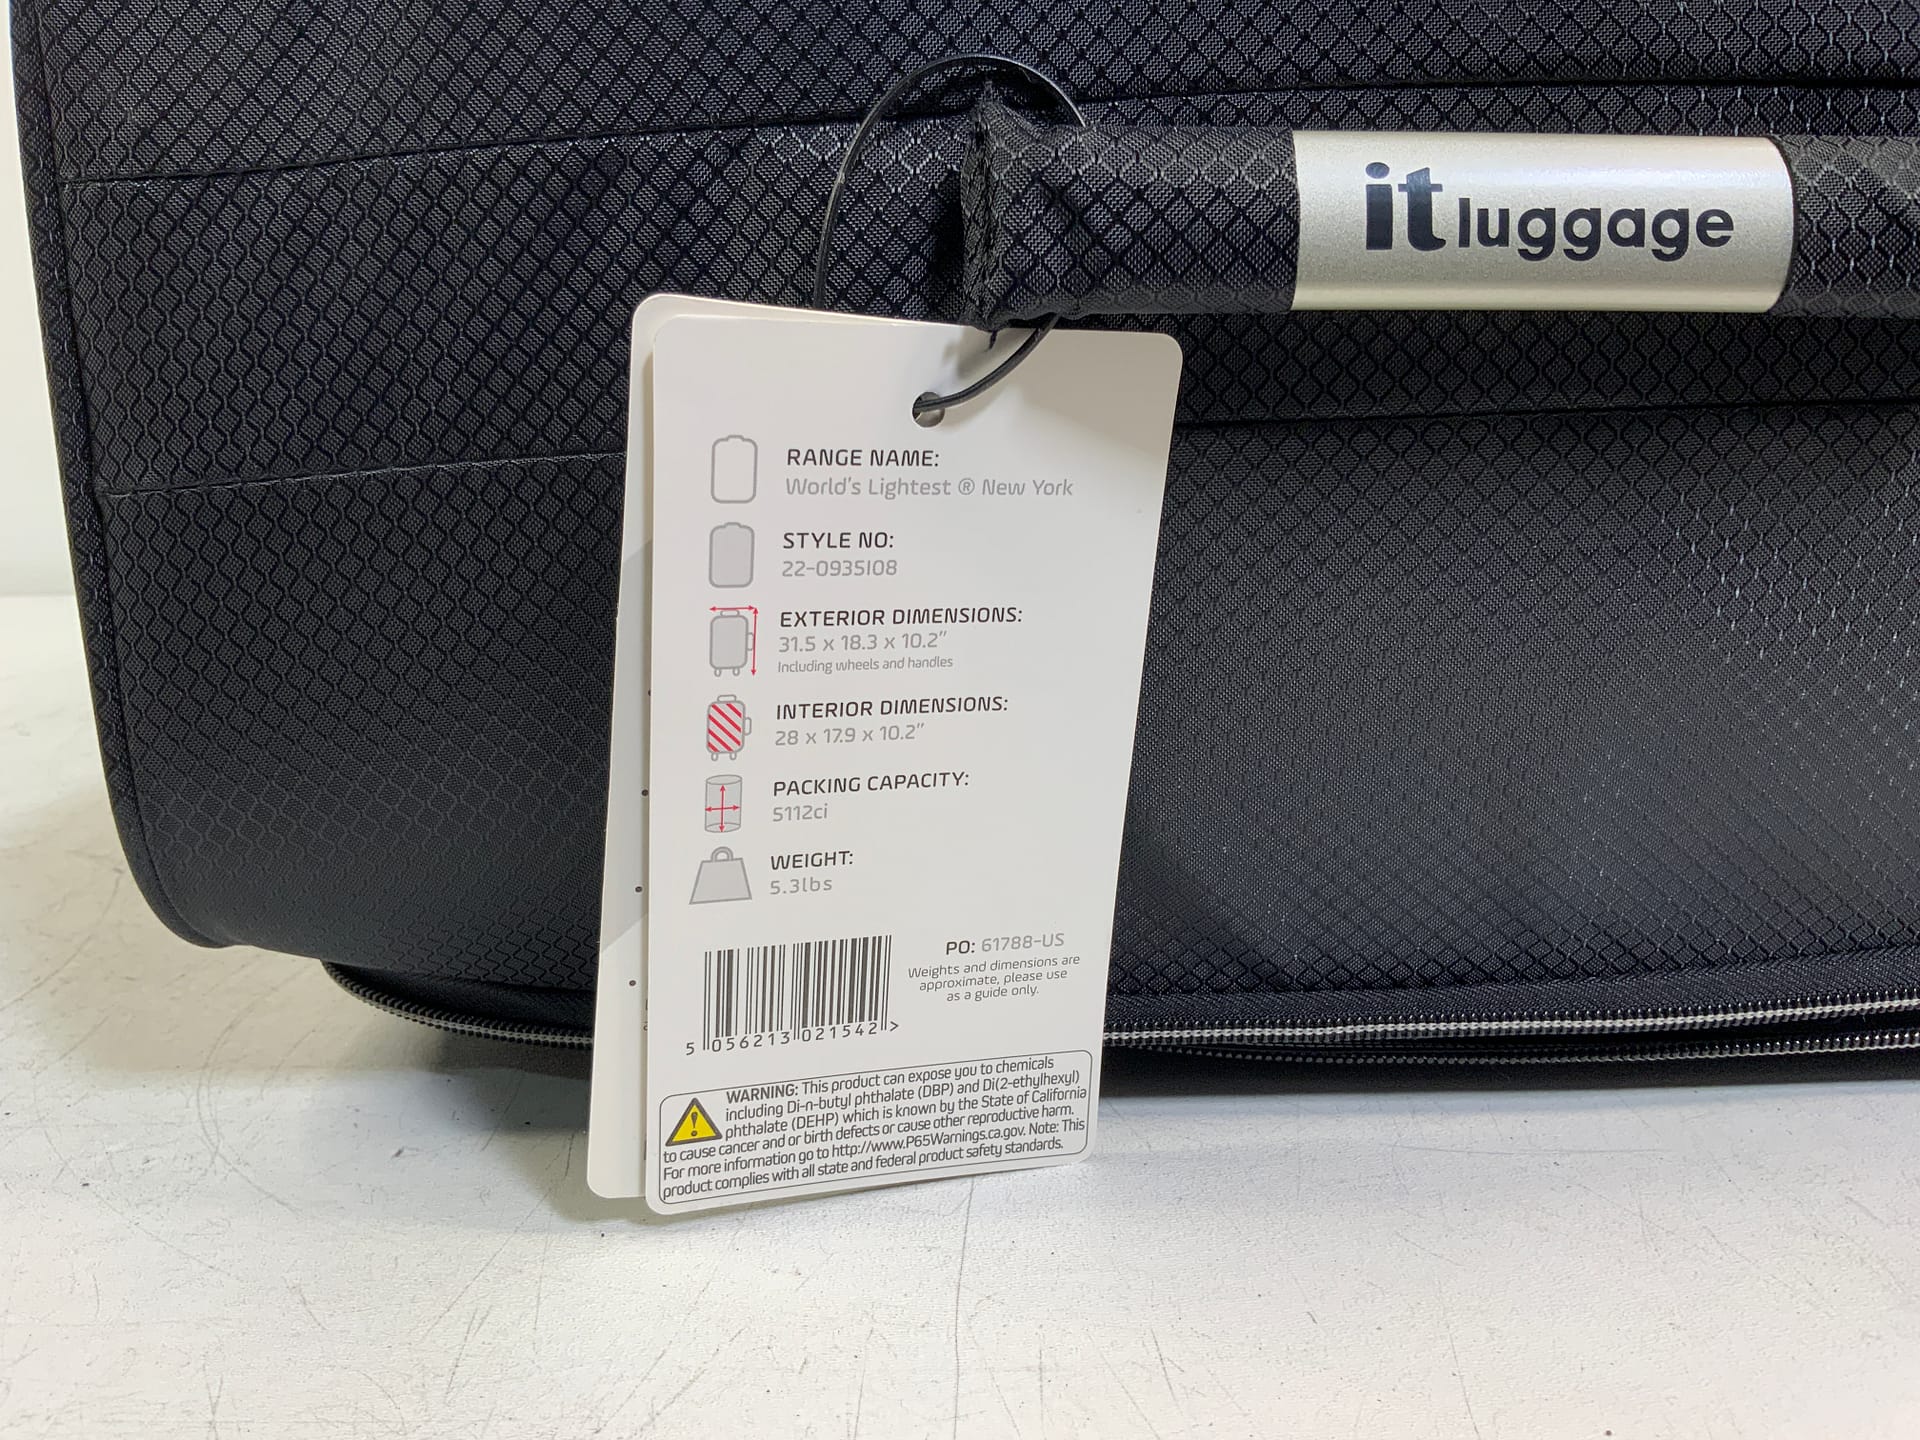 it luggage
RANGE NAME:
World's Lightest ® New York
STYLE NO:
22-0935I08
EXTERIOR DIMENSIONS:
31.5 x 18.3 x 10.2"
Including wheels and handles
INTERIOR DIMENSIONS:
28 x 17.9 x 10.2"
PACKING CAPACITY:
5112ci
WEIGHT:
5.3lbs
PO: 61788-US
Weights and dimensions are
approximate, please use
as a guide only.
5 056213 021542 >
WARNING: This product can expose you to chemicals
including Di-n-butyl phthalate (DBP) and Di(2-ethylhexyl)
phthalate (DEHP) which is known by the State of California
to cause cancer and or birth defects or cause other reproductive harm.
For more information go to http://www.P65Warnings.ca.gov. Note: This
product complies with all state and federal product safety standards.